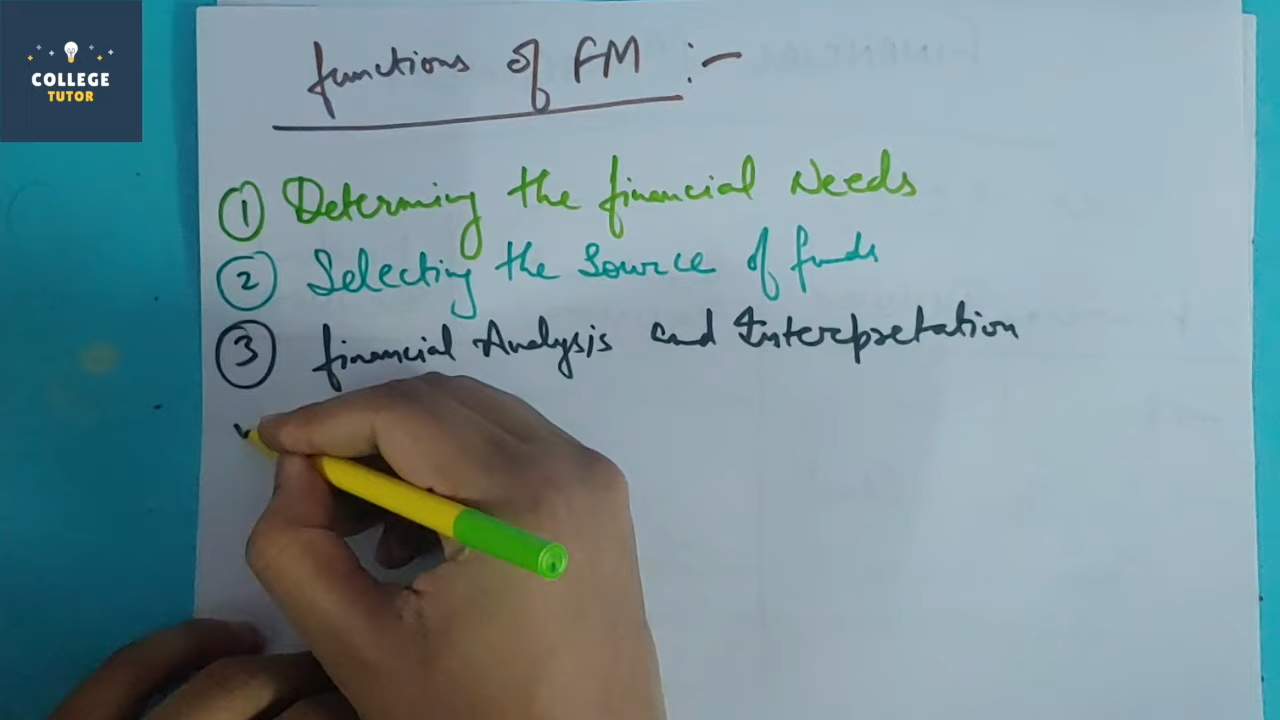 COLLEGE
TUTOR
functions of FM :-
① Determing the financial Needs
② Selecting the Source of funds
③ financial Analysis and Interpretation